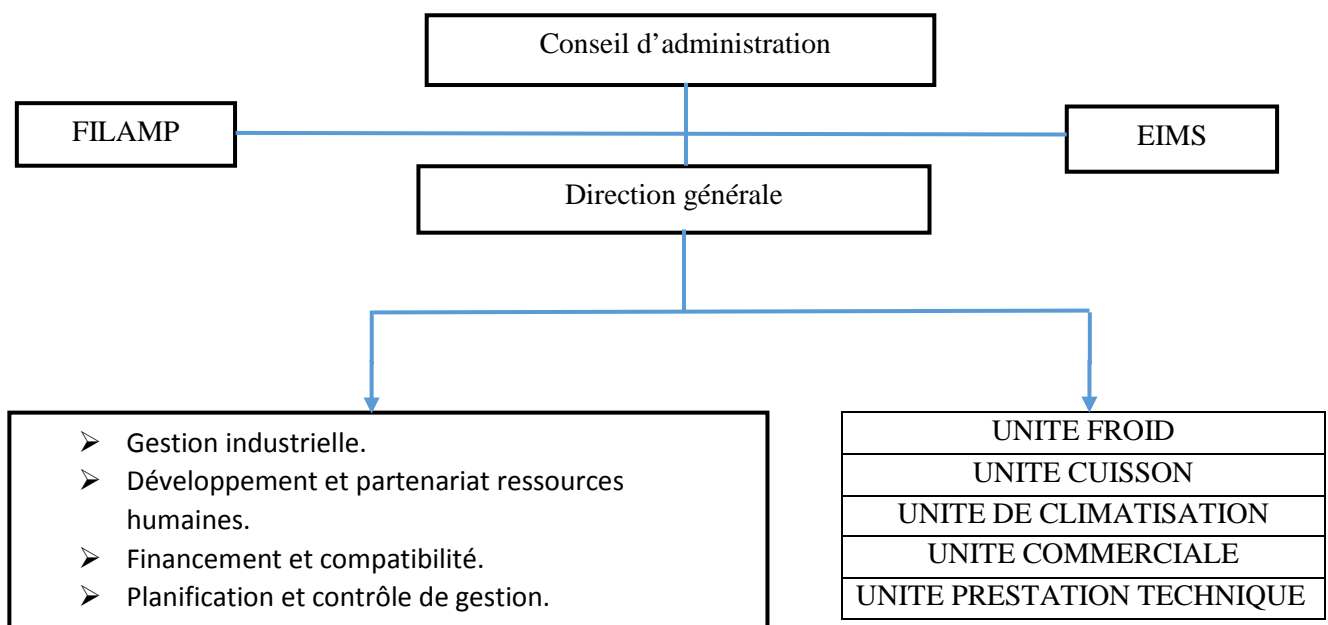 Conseil d’administration
FILAMP
EIMS
Direction générale
➢ Gestion industrielle.
➢ Développement et partenariat ressources
humaines.
➢ Financement et compatibilité.
➢ Planification et contrôle de gestion.
UNITE FROID
UNITE CUISSON
UNITE DE CLIMATISATION
UNITE COMMERCIALE
UNITE PRESTATION TECHNIQUE